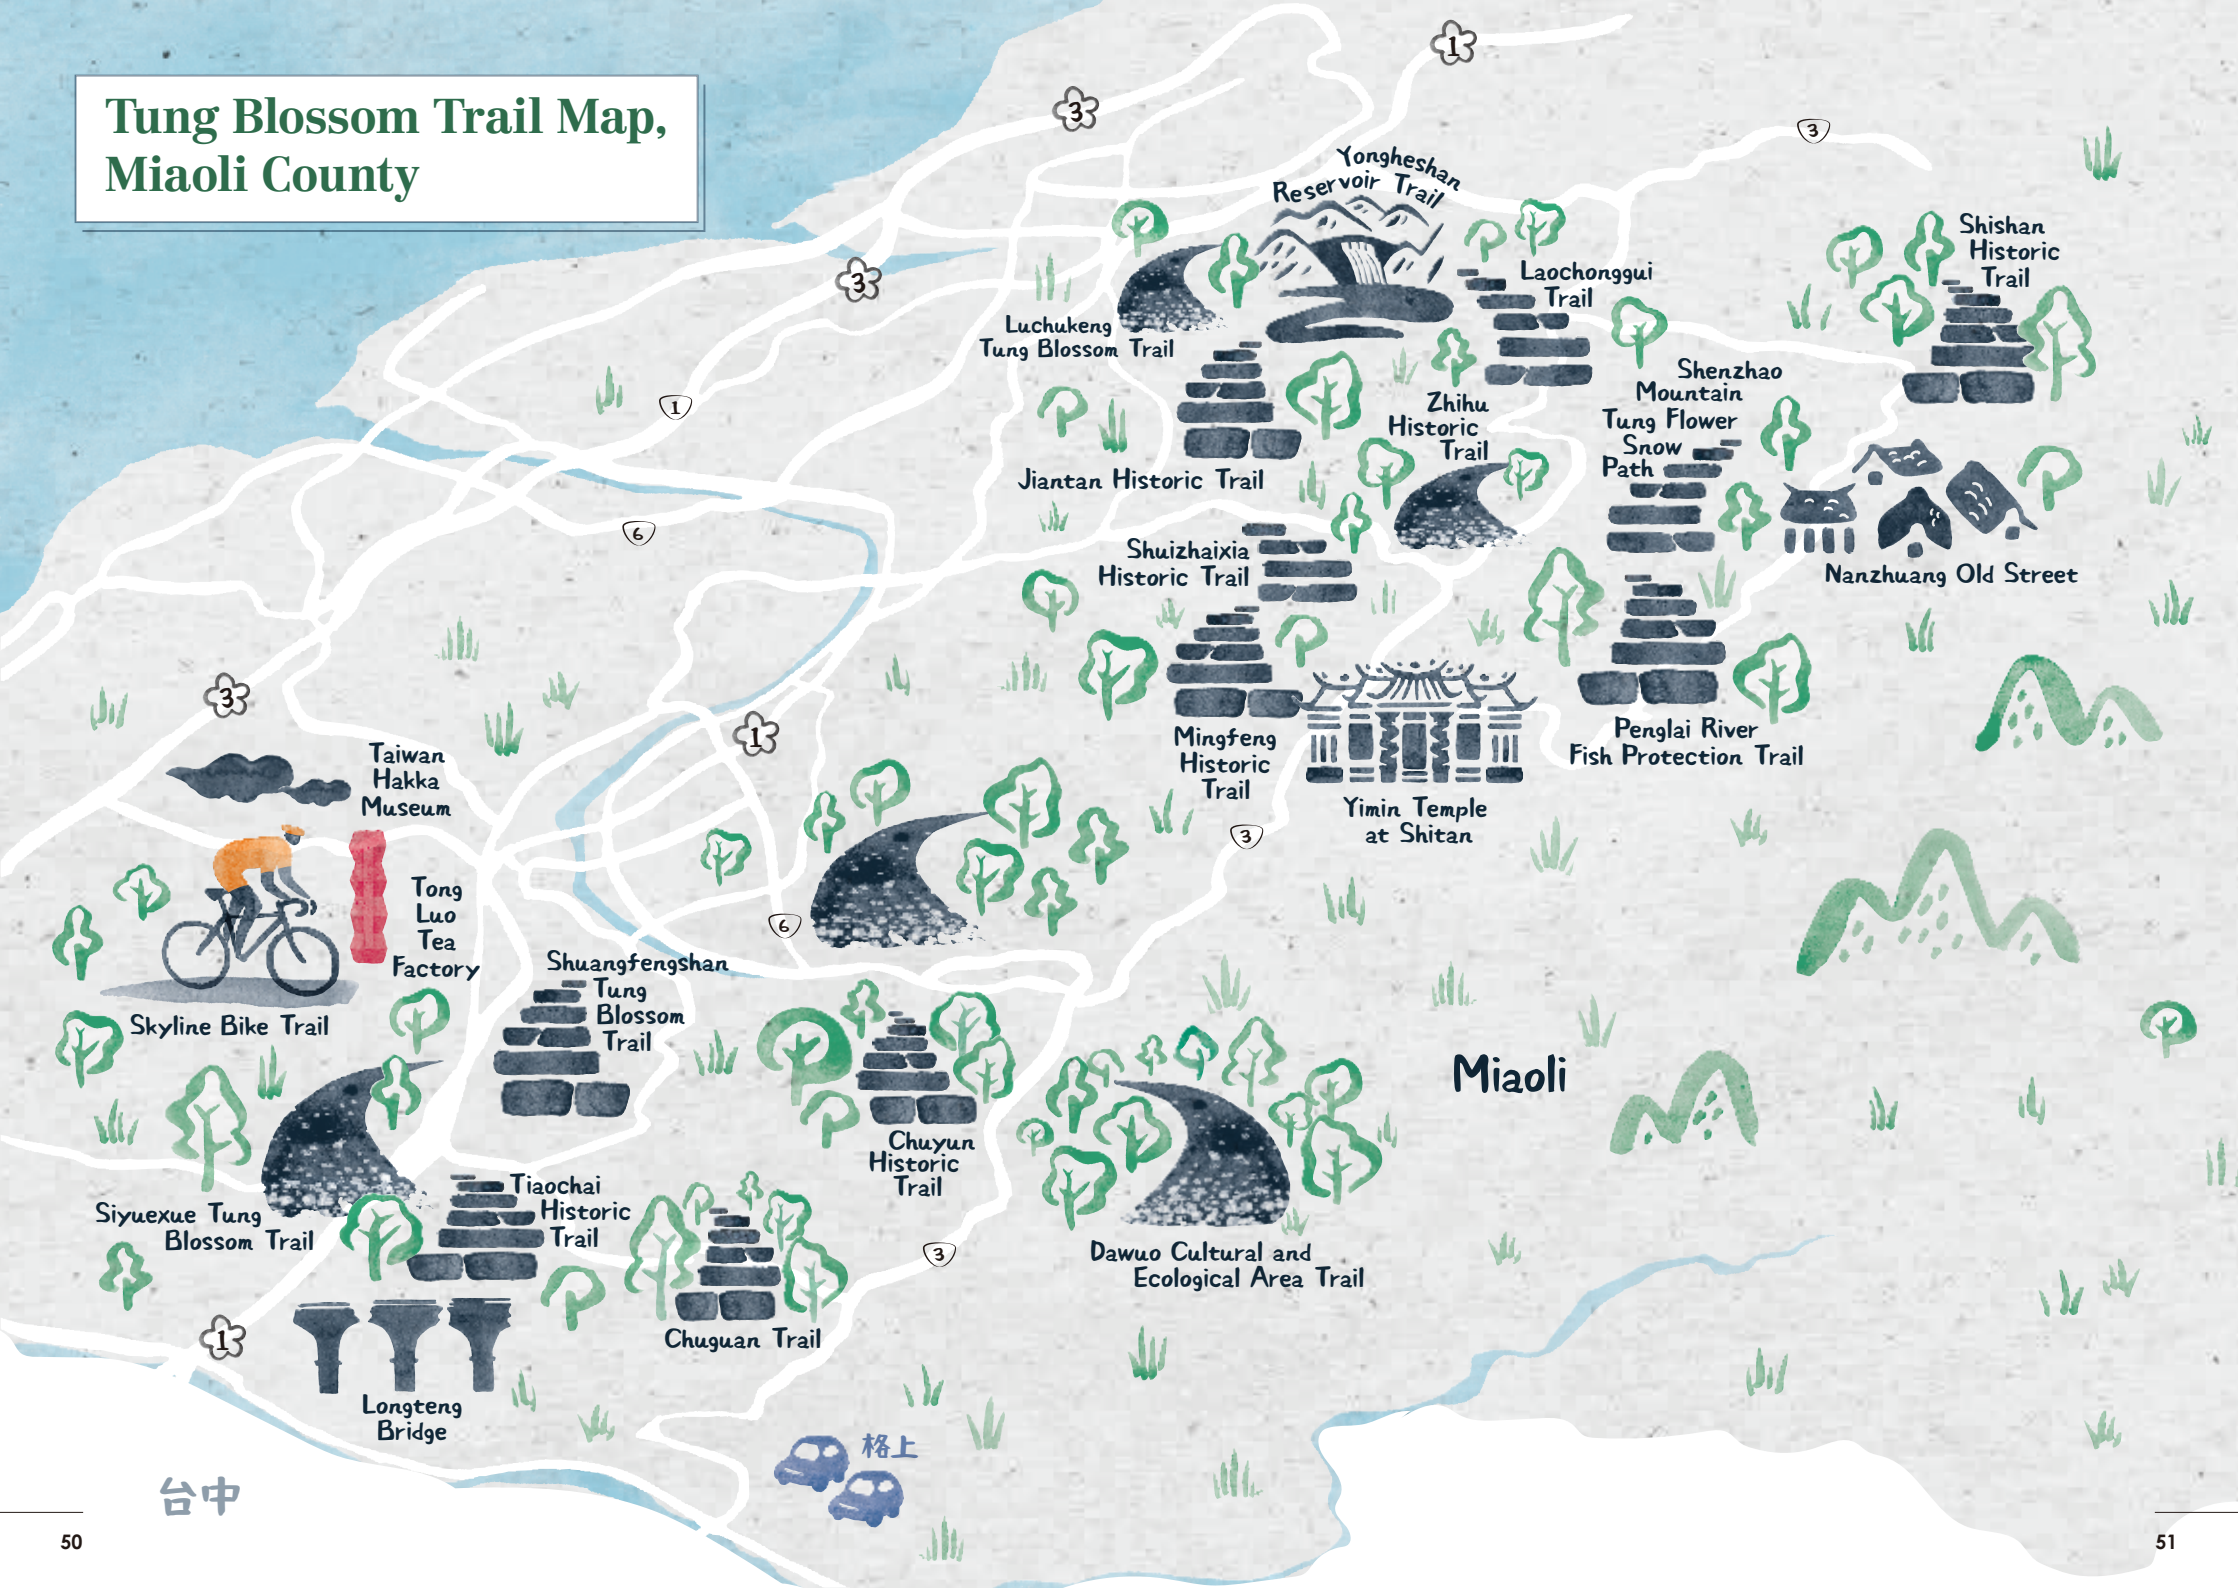 Tung Blossom Trail Map,
Miaoli County
1
3
3
Yongheshan
Reservoir Trail
Shishan
Historic
Trail
3
Laochonggui
Trail
Luchukeng
Tung Blossom Trail
Shenzhao
Mountain
Tung Flower
Snow
Path
1
Zhihu
Historic
Trail
Jiantan Historic Trail
6
Shuizhaixia
Historic Trail
Nanzhuang Old Street
3
1
Mingfeng
Historic
Trail
Penglai River
Fish Protection Trail
Taiwan
Hakka
Museum
Yimin Temple
at Shitan
3
Tong
Luo
Tea
Factory
6
Shuangfengshan
Tung
Blossom
Trail
Skyline Bike Trail
Miaoli
Chuyun
Historic
Trail
Siyuexue Tung
Blossom Trail
Tiaochai
Historic
Trail
3
Dawuo Cultural and
Ecological Area Trail
1
Chuguan Trail
Longteng
Bridge
格上
台中
50
51